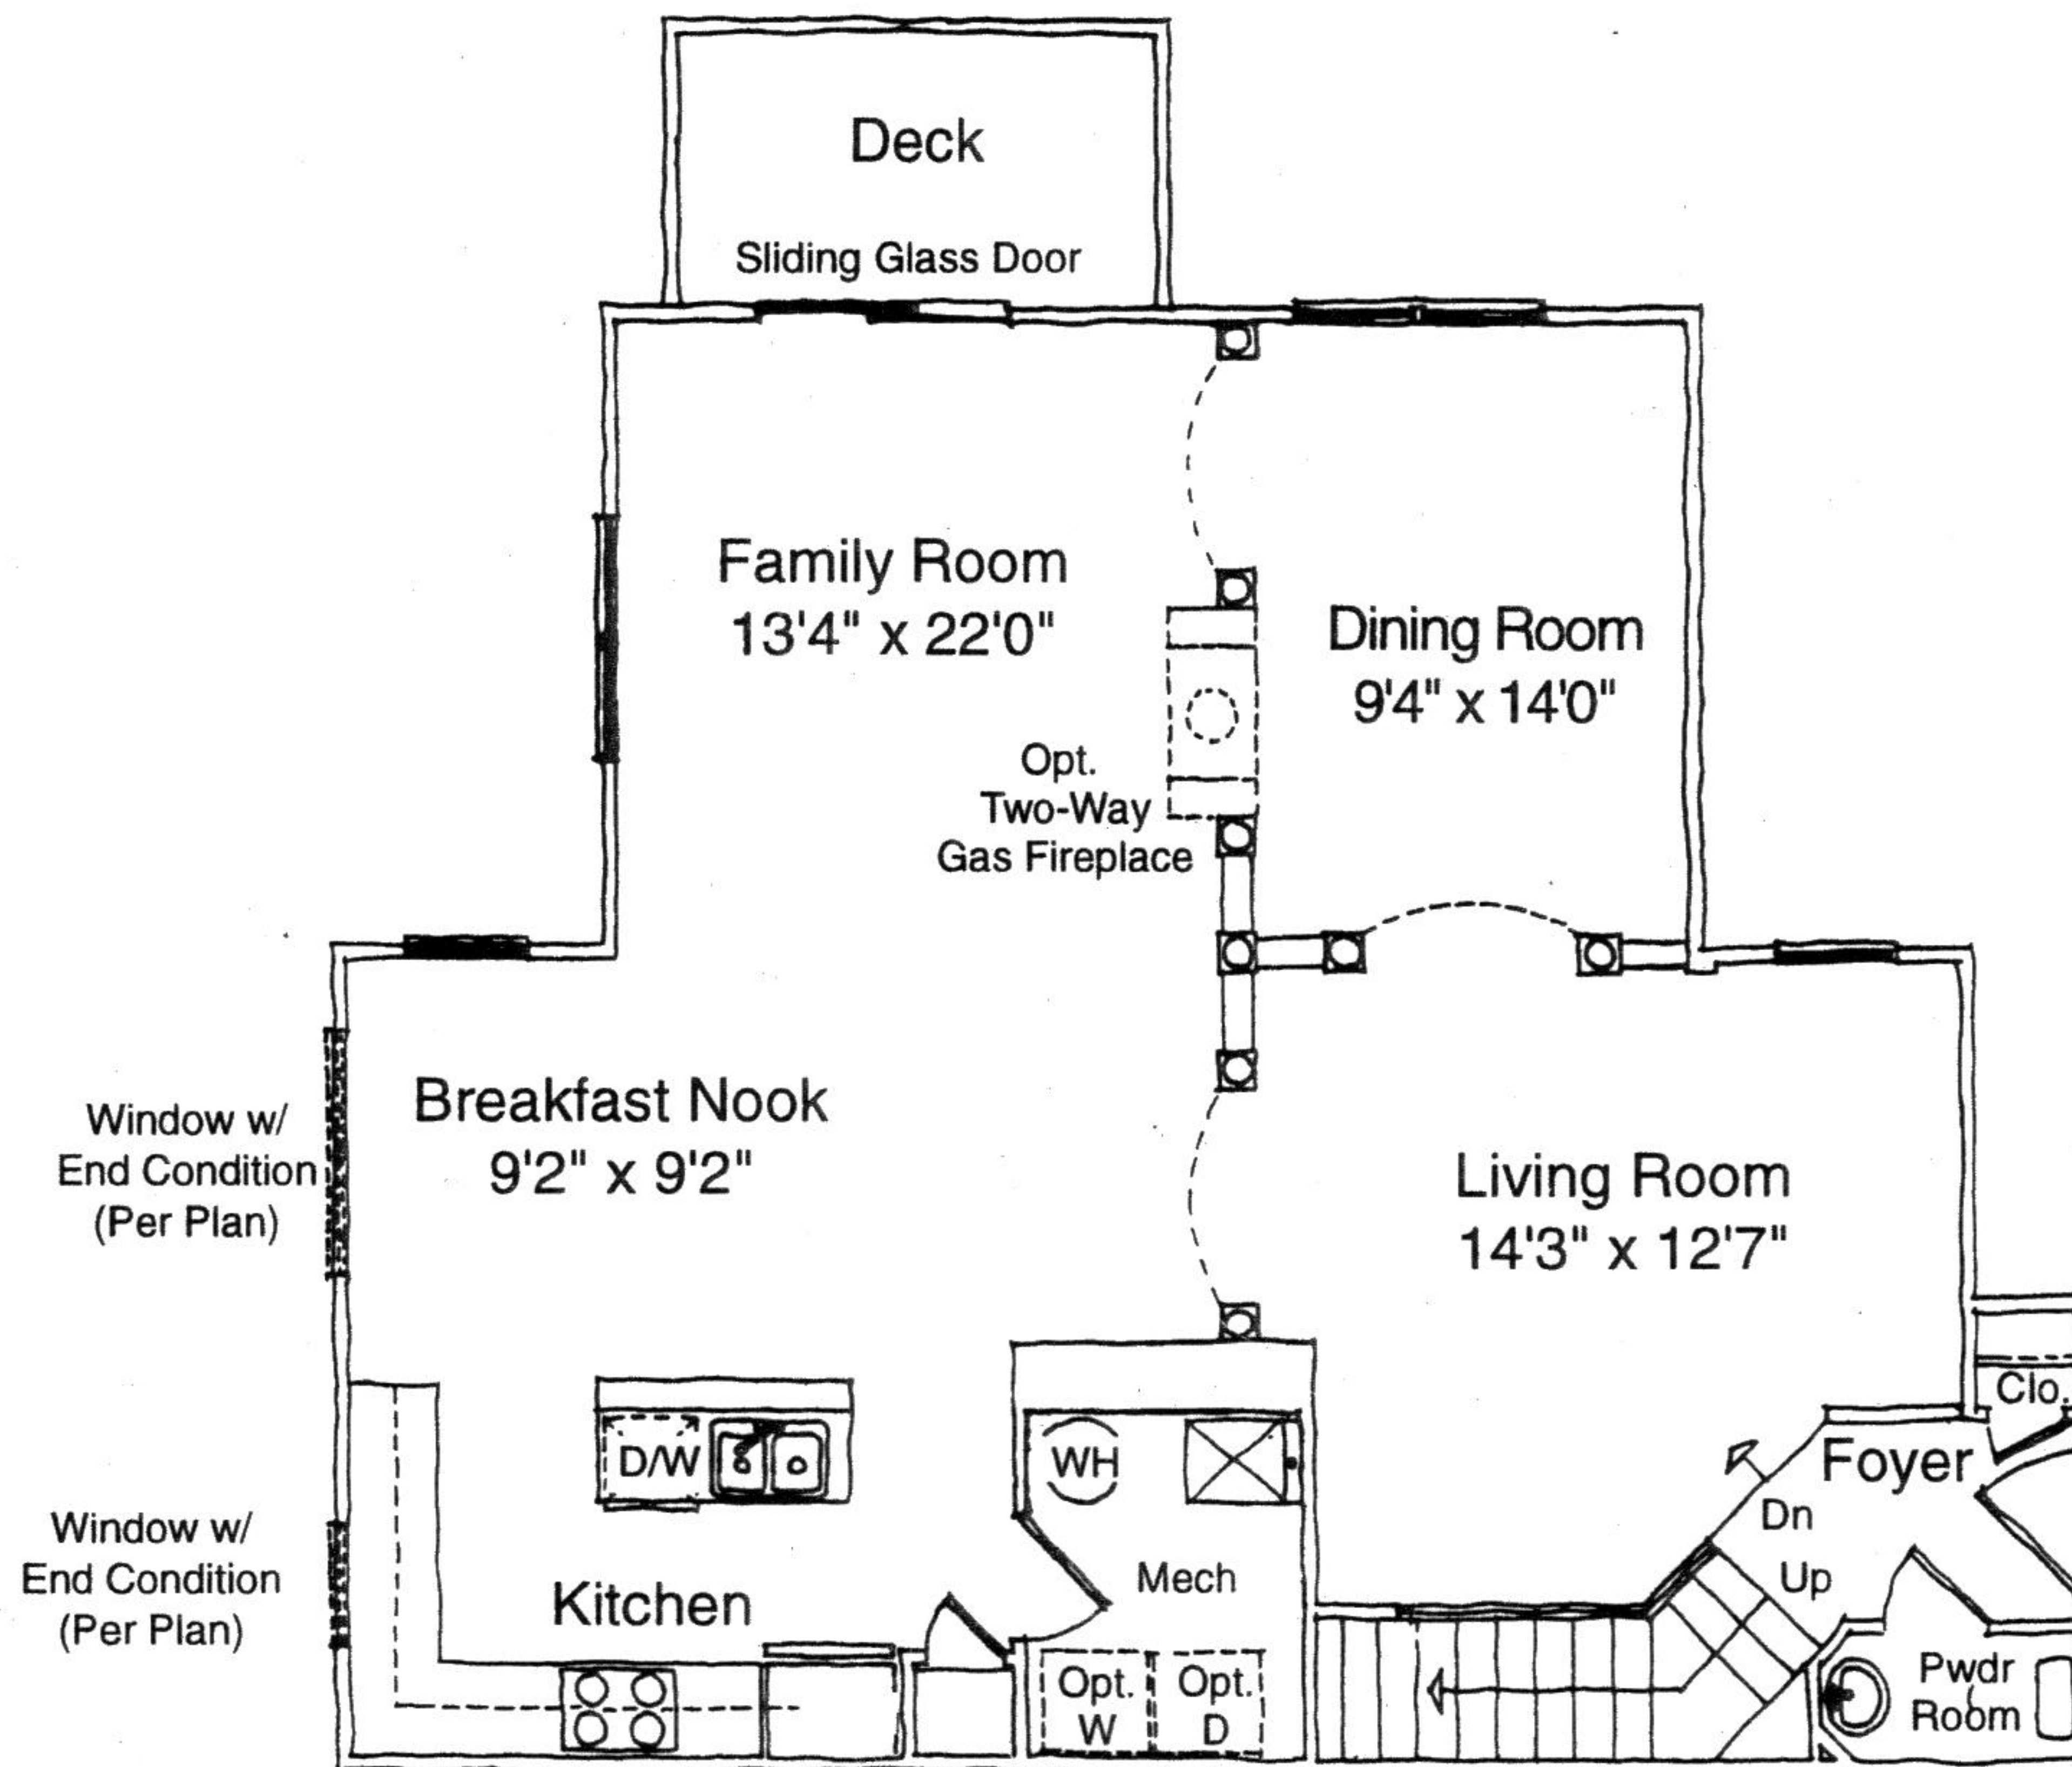 Deck
Sliding Glass Door
Family Room
13'4" x 22'0"
Dining Room
9'4" x 14'0"
Opt.
Two-Way
Gas Fireplace
Breakfast Nook
9'2" x 9'2"
Window w/
End Condition
(Per Plan)
Living Room
14'3" x 12'7"
Clo.
D/W
WH
Foyer
Dn
Up
Window w/
End Condition
(Per Plan)
Kitchen
Mech
Opt.
W
Opt.
D
Pwdr
Room